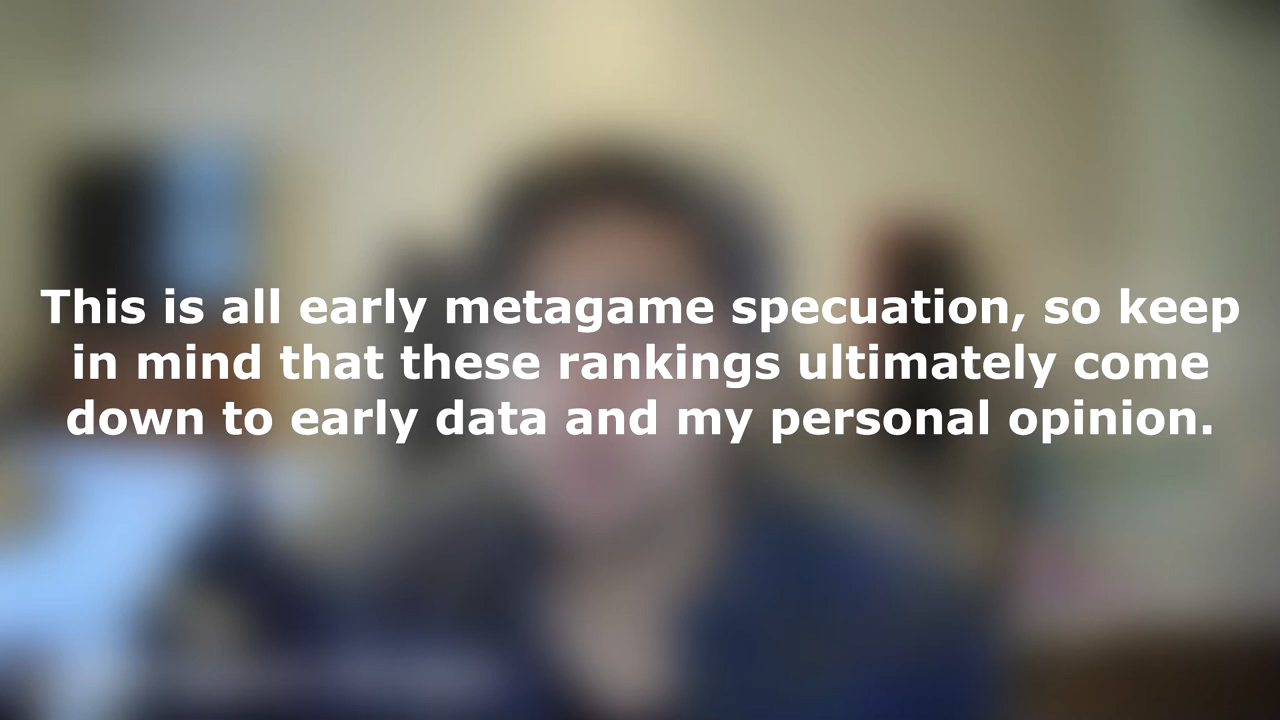 This is all early metagame specuation, so keep
in mind that these rankings ultimately come
down to early data and my personal opinion.